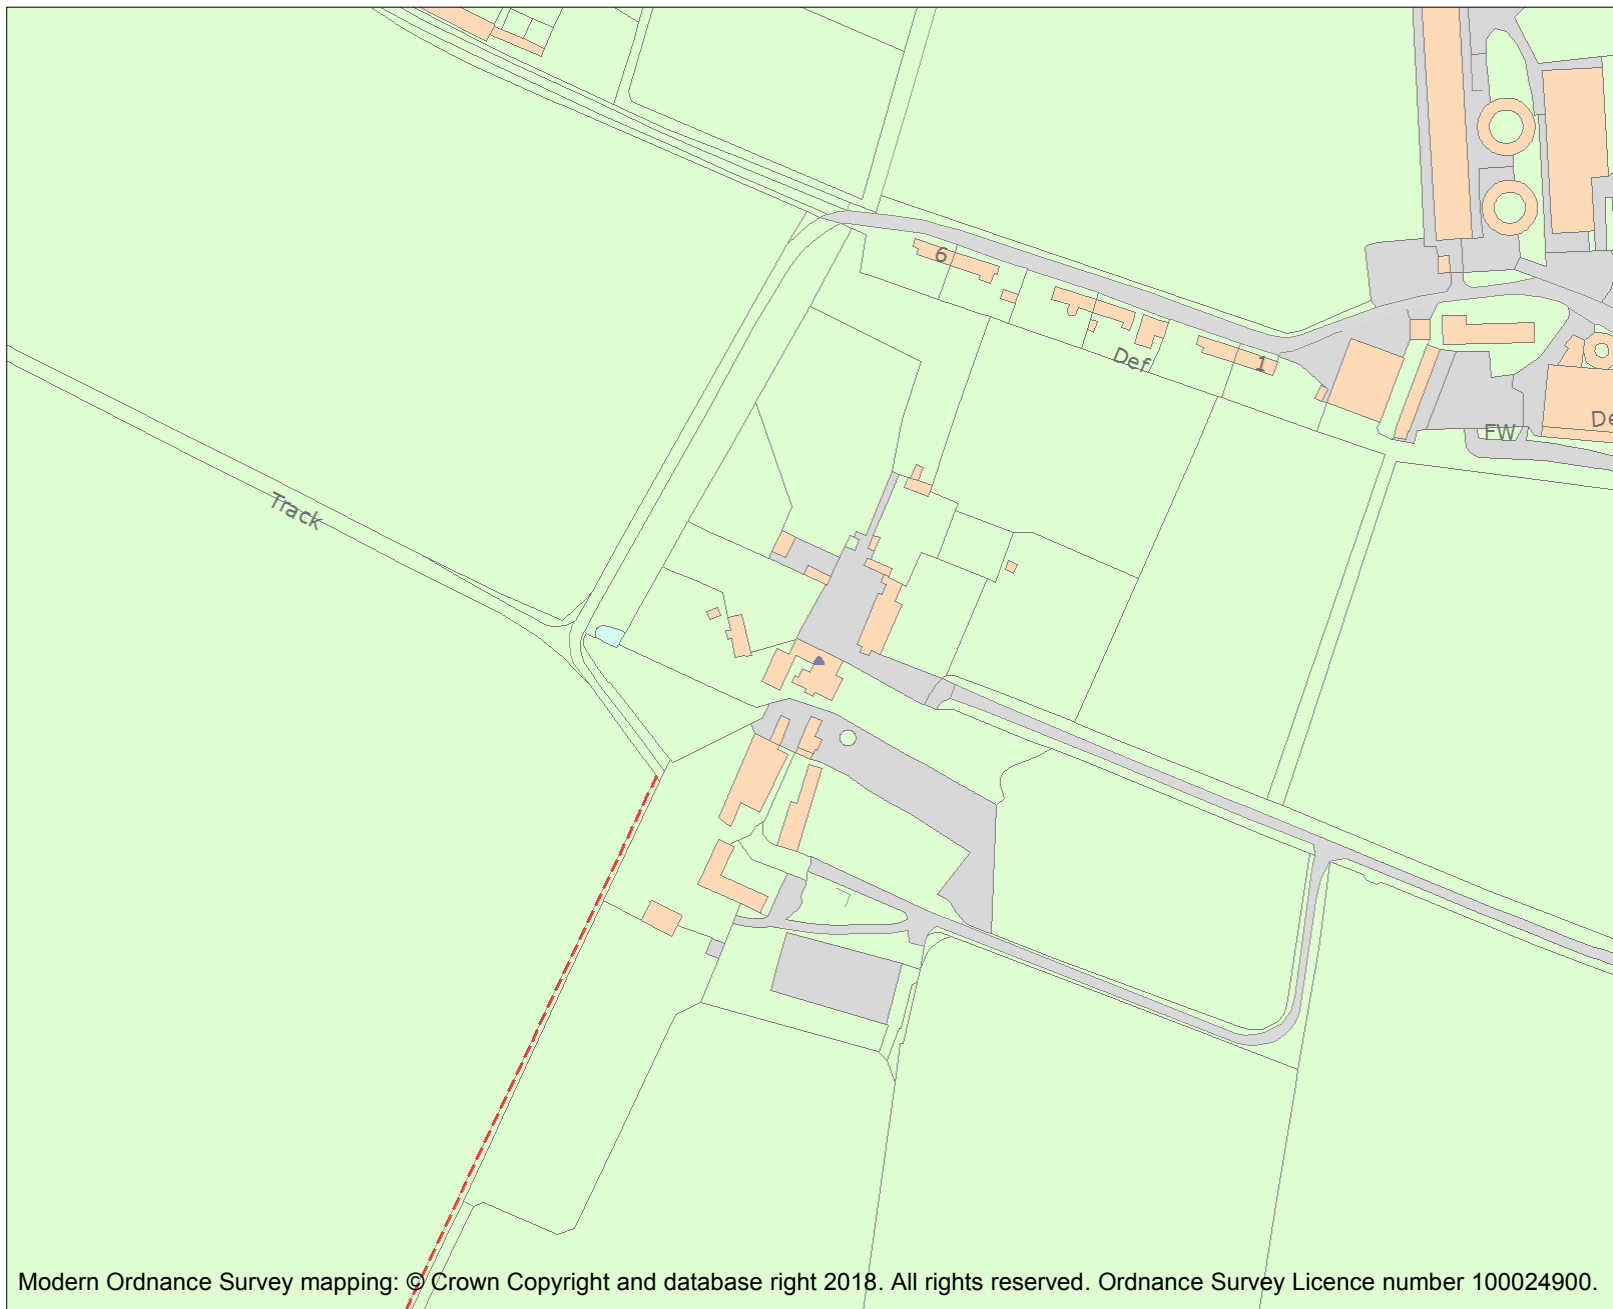 6
Def
1
De
FW
Track
Modern Ordnance Survey mapping: © Crown Copyright and database right 2018. All rights reserved. Ordnance Survey Licence number 100024900.